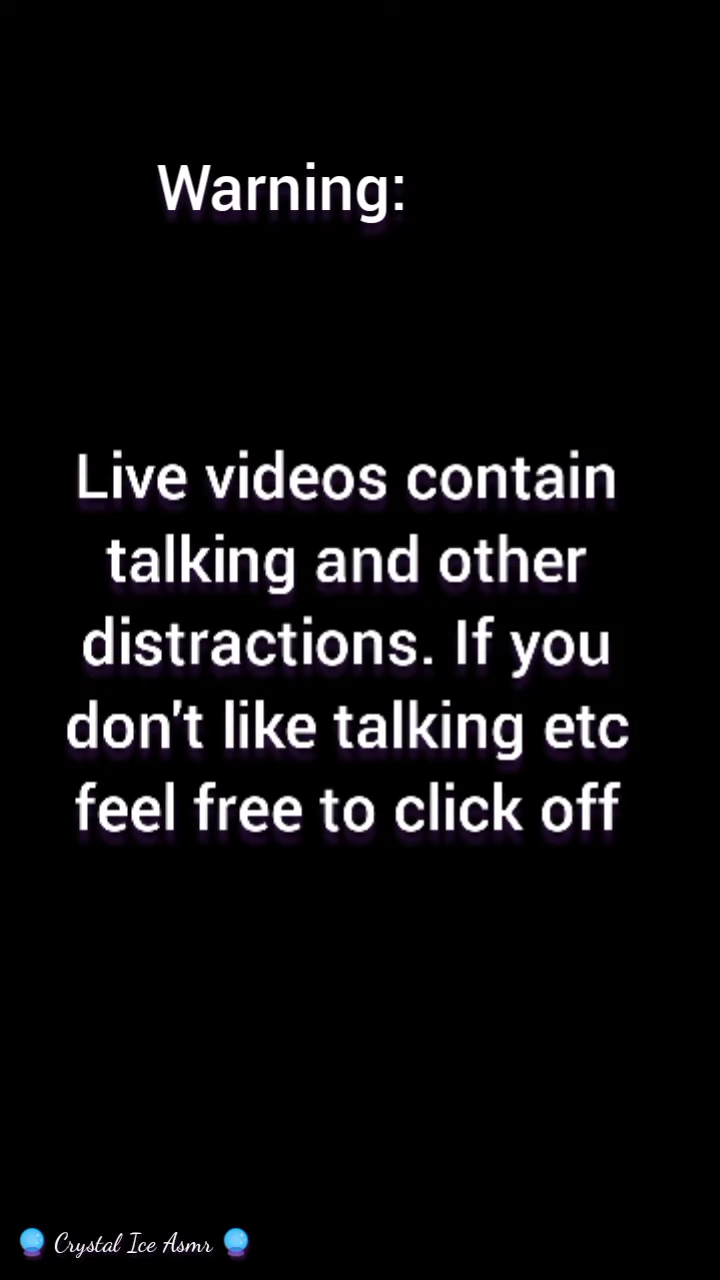 Warning:
Live videos contain
talking and other
distractions. If you
don't like talking etc
feel free to click off
🔮 Crystal Ice Asmr 🔮